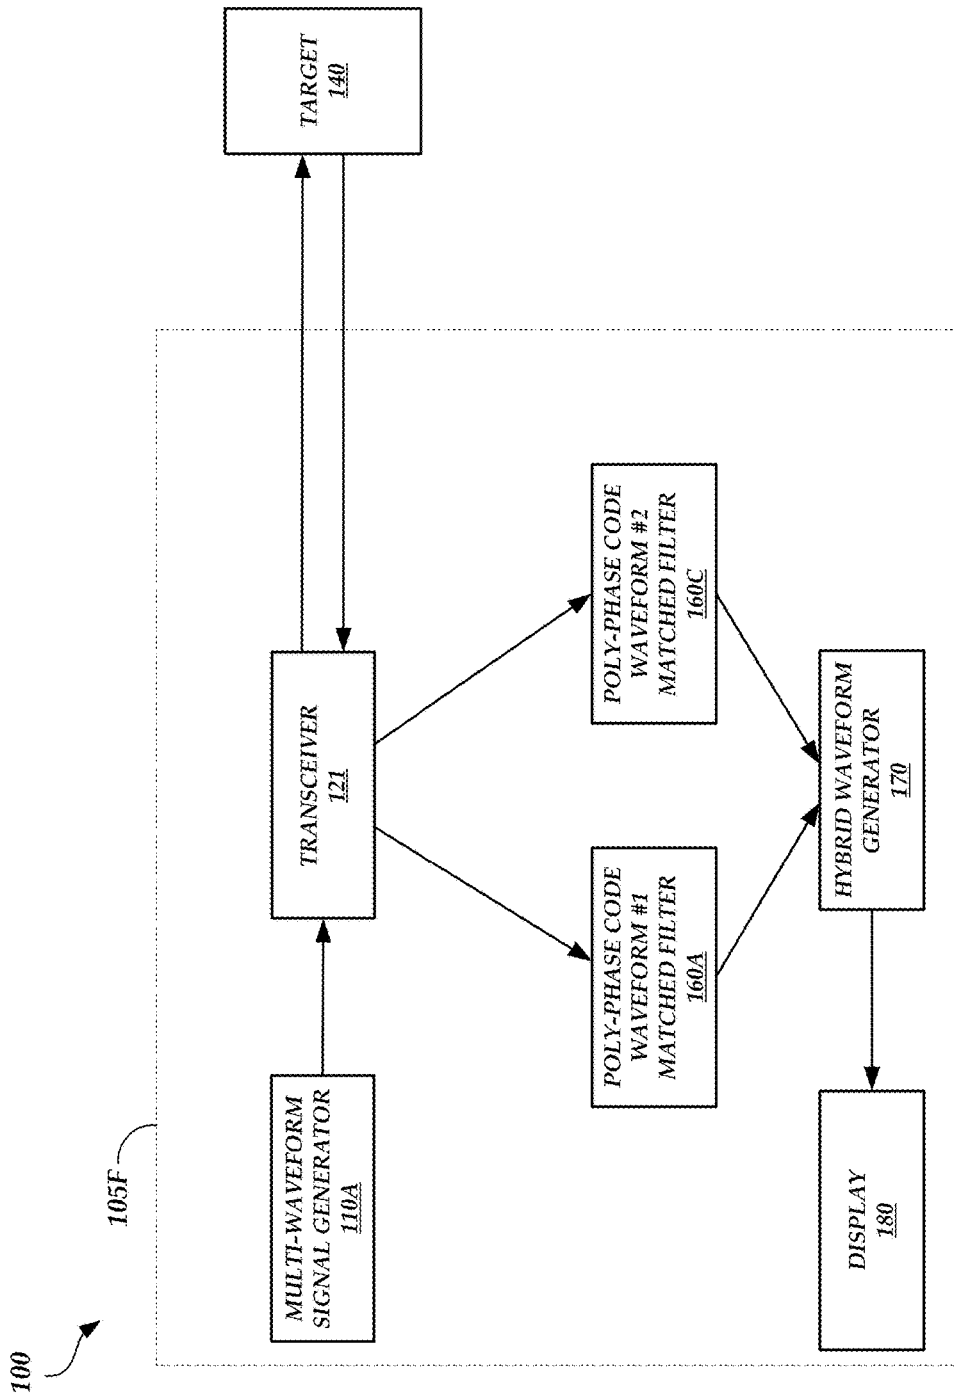 100
105F
MULTI-WAVEFORM
SIGNAL GENERATOR
110A
TRANSCEIVER
121
TARGET
140
POLY-PHASE CODE
WAVEFORM #1
MATCHED FILTER
160A
POLY-PHASE CODE
WAVEFORM #2
MATCHED FILTER
160C
DISPLAY
180
HYBRID WAVEFORM
GENERATOR
170